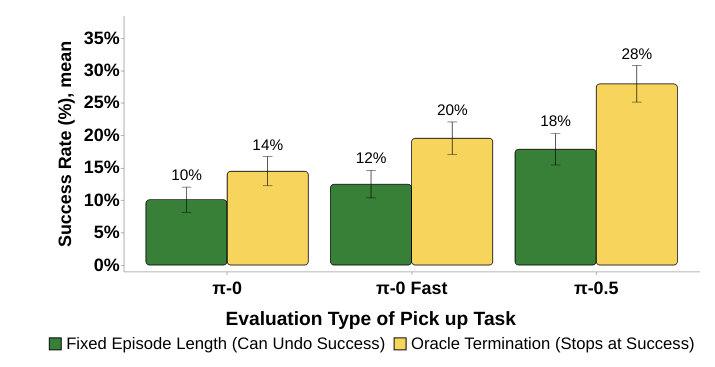 Success Rate (%), mean
35%
30%
25%
20%
15%
10%
5%
0%
10%
14%
12%
20%
18%
28%
π-0
π-0 Fast
π-0.5
Evaluation Type of Pick up Task
Fixed Episode Length (Can Undo Success) Oracle Termination (Stops at Success)